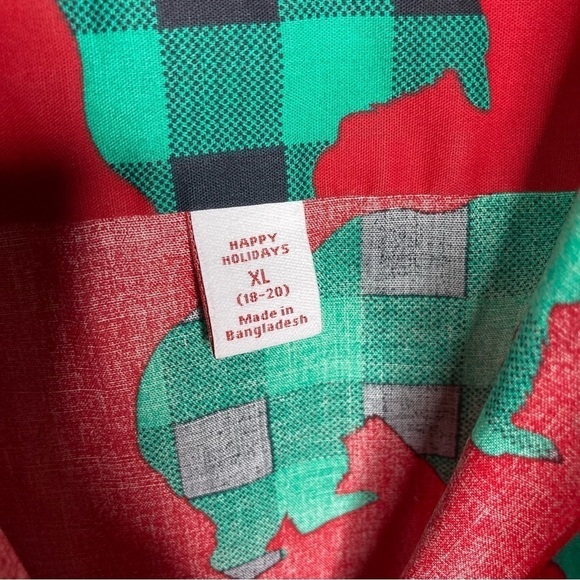 HAPPY
HOLIDAYS
XL
(18-20)
Made in
Bangladesh